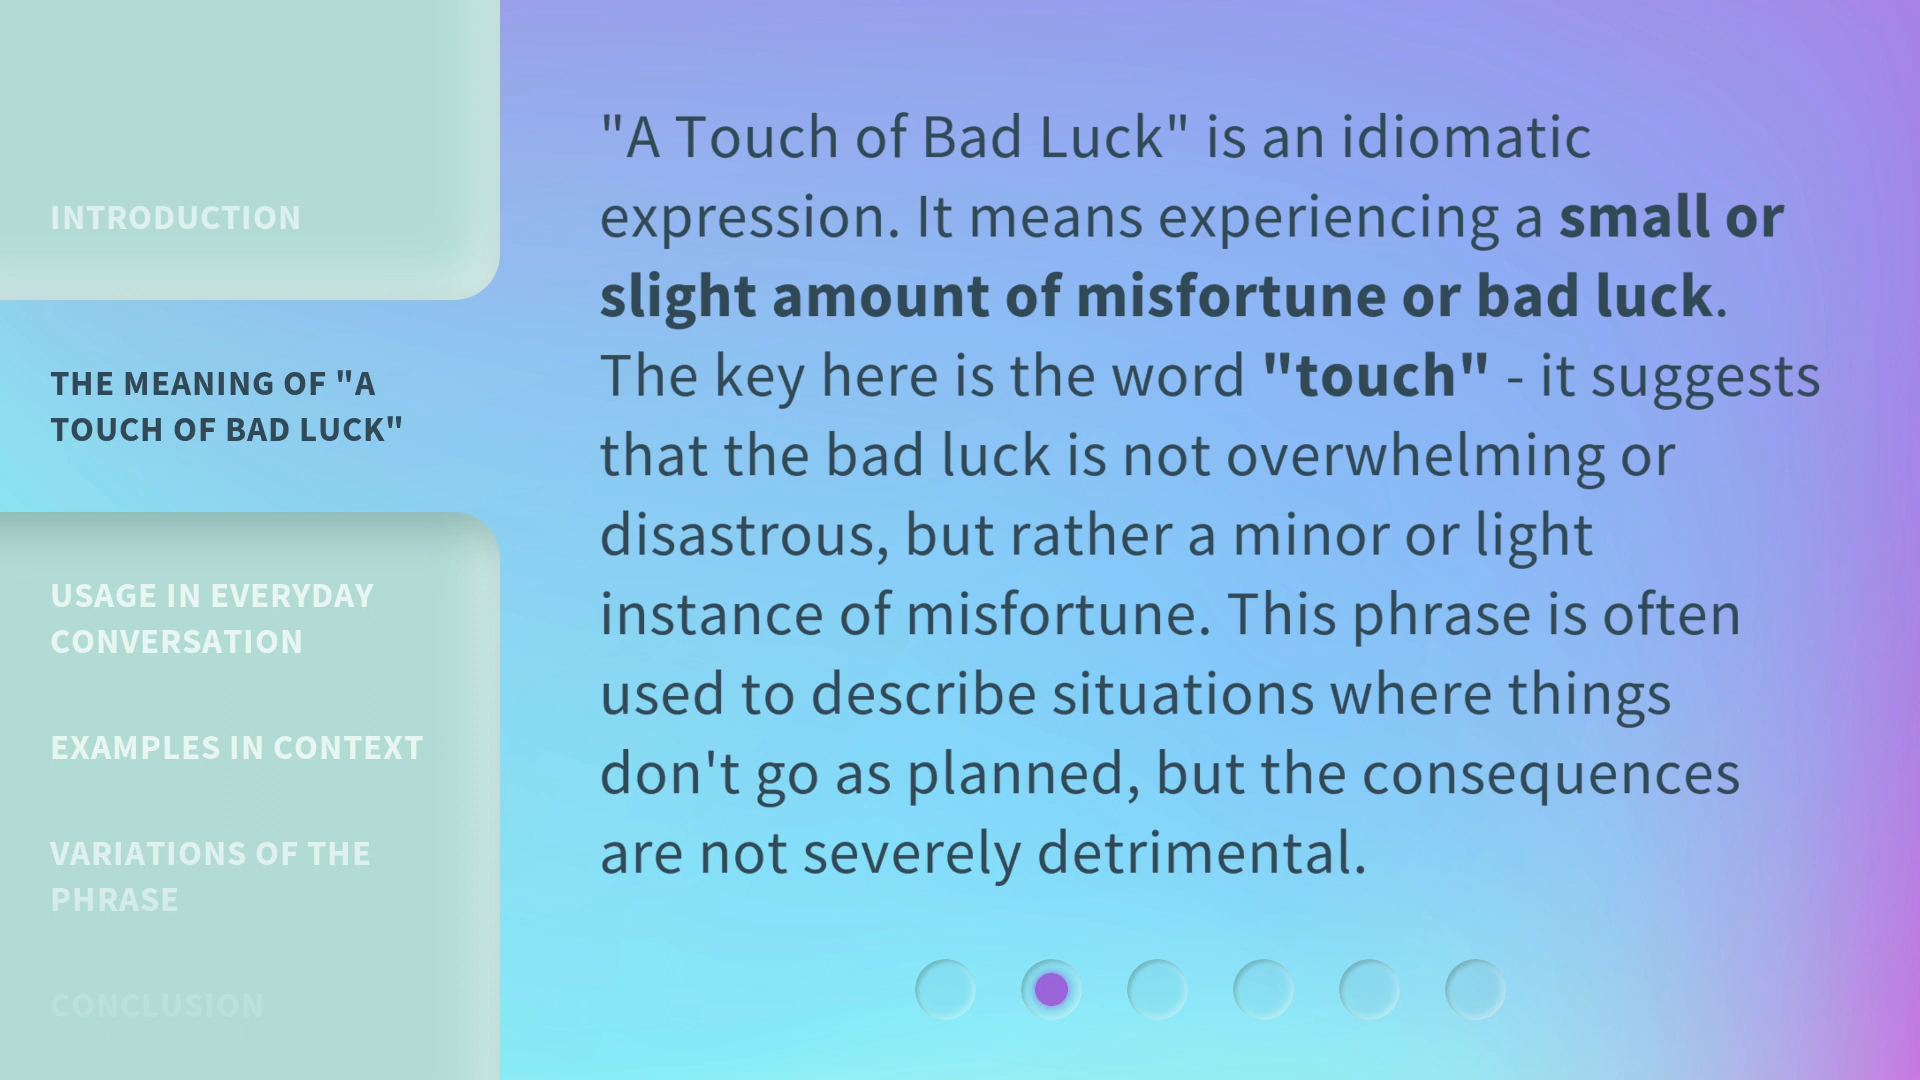 INTRODUCTION
THE MEANING OF "A
TOUCH OF BAD LUCK"
USAGE IN EVERYDAY
CONVERSATION
EXAMPLES IN CONTEXT
VARIATIONS OF THE
PHRASE
CONCLUSION
"A Touch of Bad Luck" is an idiomatic
expression. It means experiencing a small or
slight amount of misfortune or bad luck.
The key here is the word "touch" - it suggests
that the bad luck is not overwhelming or
disastrous, but rather a minor or light
instance of misfortune. This phrase is often
used to describe situations where things
don't go as planned, but the consequences
are not severely detrimental.